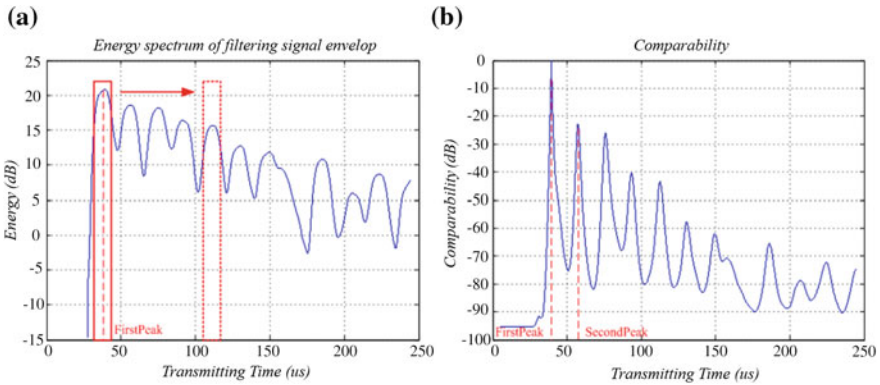 (a)
Energy spectrum of filtering signal envelop
25
20
15
10
5
0
-5
-10
-15
Energy (dB)
FirstPeak
0
50
100
150
200
250
Transmitting Time (us)
(b)
Comparability
0
-10
-20
-30
-40
-50
-60
-70
-80
-90
-100
Comparability (dB)
FirstPeak
SecondPeak
0
50
100
150
200
250
Transmitting Time (us)